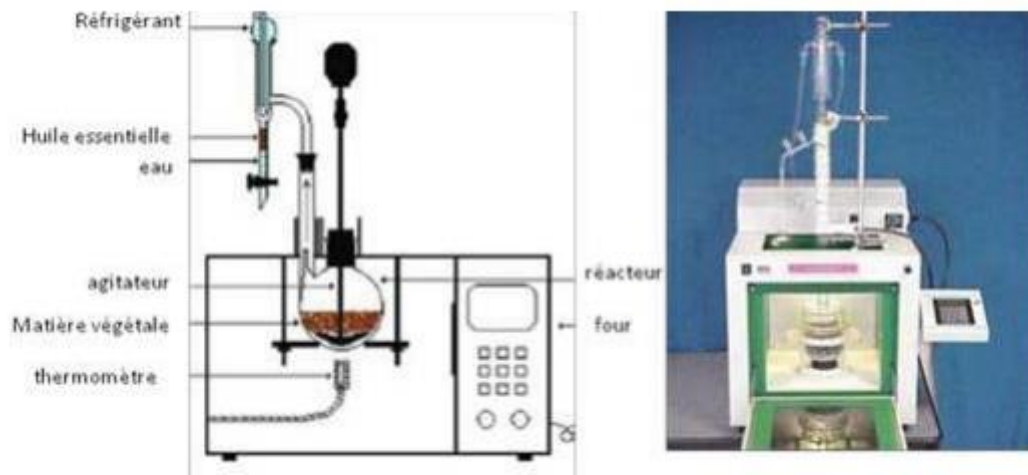 Réfrigérant
Huile essentielle
eau
agitateur
Matière végétale
thermomètre
réacteur
four